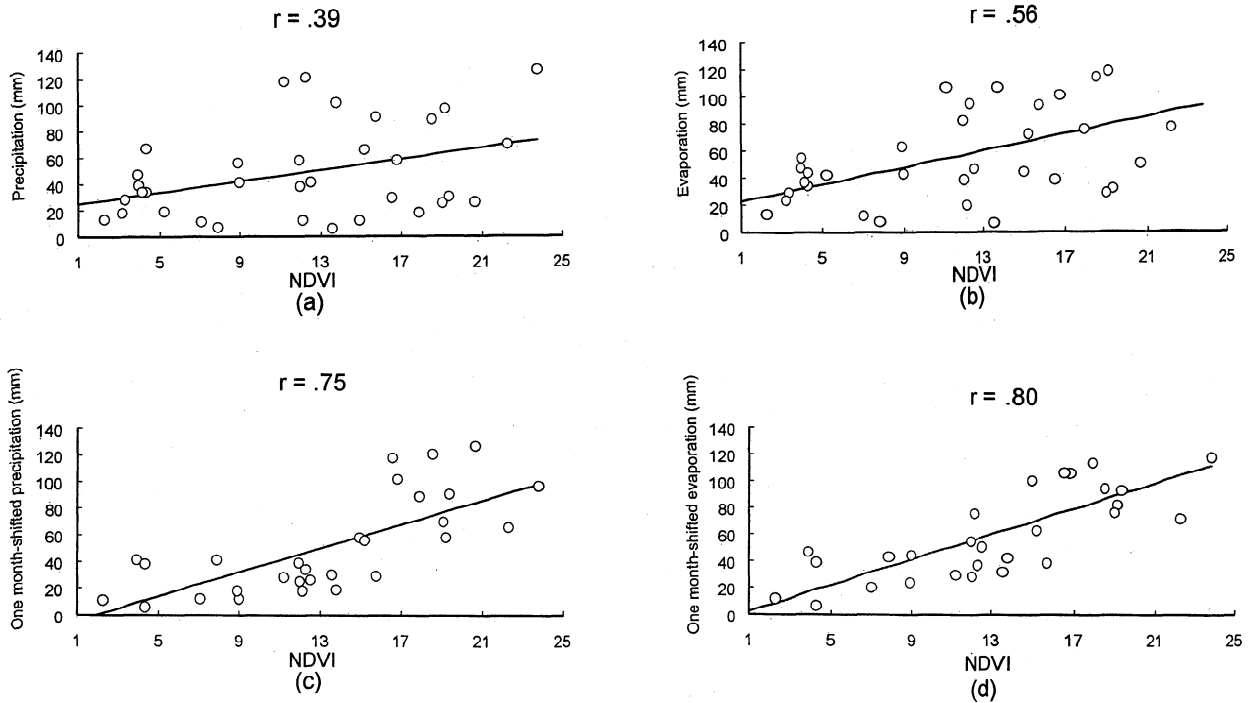 r = .39
Precipitation (mm)
140
120
100
80
60
40
20
0
1 5 9 13 17 21 25
NDVI
(a)
r = .56
Evaporation (mm)
140
120
100
80
60
40
20
0
1 5 9 13 17 21 25
NDVI
(b)
r = .75
One month-shifted precipitation (mm)
140
120
100
80
60
40
20
0
1 5 9 13 17 21 25
NDVI
(c)
r = .80
One month-shifted evaporation (mm)
140
120
100
80
60
40
20
0
1 5 9 13 17 21 25
NDVI
(d)